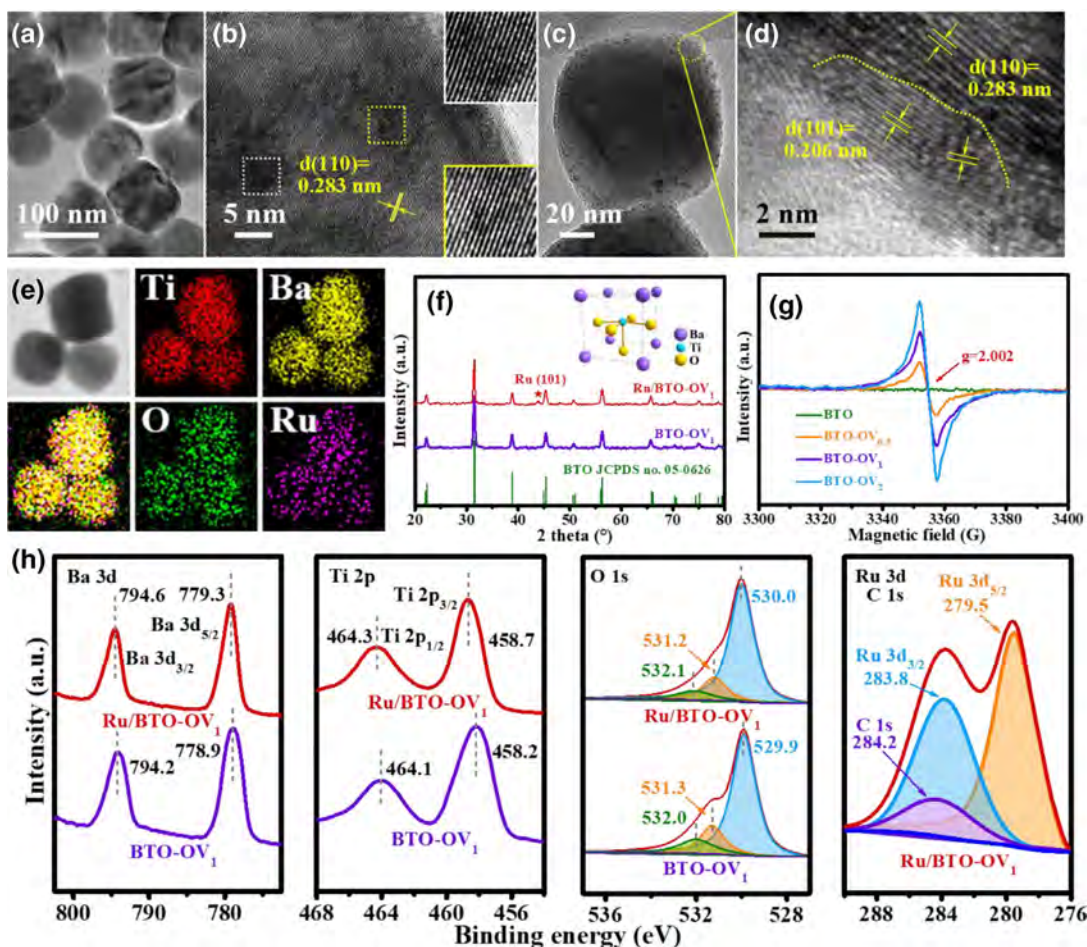 (a)
100 nm
(b)
d(110)=
0.283 nm
5 nm
(c)
20 nm
(d)
d(110)=
0.283 nm
d(101)=
0.206 nm
2 nm
(e)
Ti
Ba
O
Ru
(f)
Intensity (a.u.)
Ba
Ti
O
Ru (101)
★
Ru/BTO-OV1
BTO-OV1
BTO JCPDS no. 05-0626
20 30 40 50 60 70 80
2 theta (°)
(g)
Intensity (a.u.)
g=2.002
BTO
BTO-OV0.5
BTO-OV1
BTO-OV2
3300 3320 3340 3360 3380 3400
Magnetic field (G)
(h)
Intensity (a.u.)
Ba 3d
794.6
779.3
Ba 3d5/2
Ba 3d3/2
Ru/BTO-OV1
794.2
778.9
BTO-OV1
800 790 780
Ti 2p
Ti 2p3/2
464.3
Ti 2p1/2
458.7
Ru/BTO-OV1
464.1
458.2
BTO-OV1
468 464 460 456
O 1s
530.0
531.2
532.1
Ru/BTO-OV1
529.9
531.3
532.0
BTO-OV1
536 532 528
Ru 3d
C 1s
Ru 3d5/2
279.5
Ru 3d3/2
283.8
C 1s
284.2
Ru/BTO-OV1
288 284 280 276
Binding energy (eV)